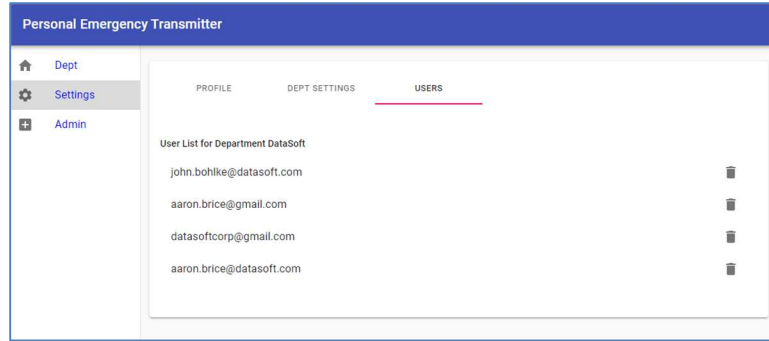 Personal Emergency Transmitter
Dept
Settings
Admin
PROFILE DEPT SETTINGS USERS
User List for Department DataSoft
john.bohlke@datasoft.com
aaron.brice@gmail.com
datasoftcorp@gmail.com
aaron.brice@datasoft.com